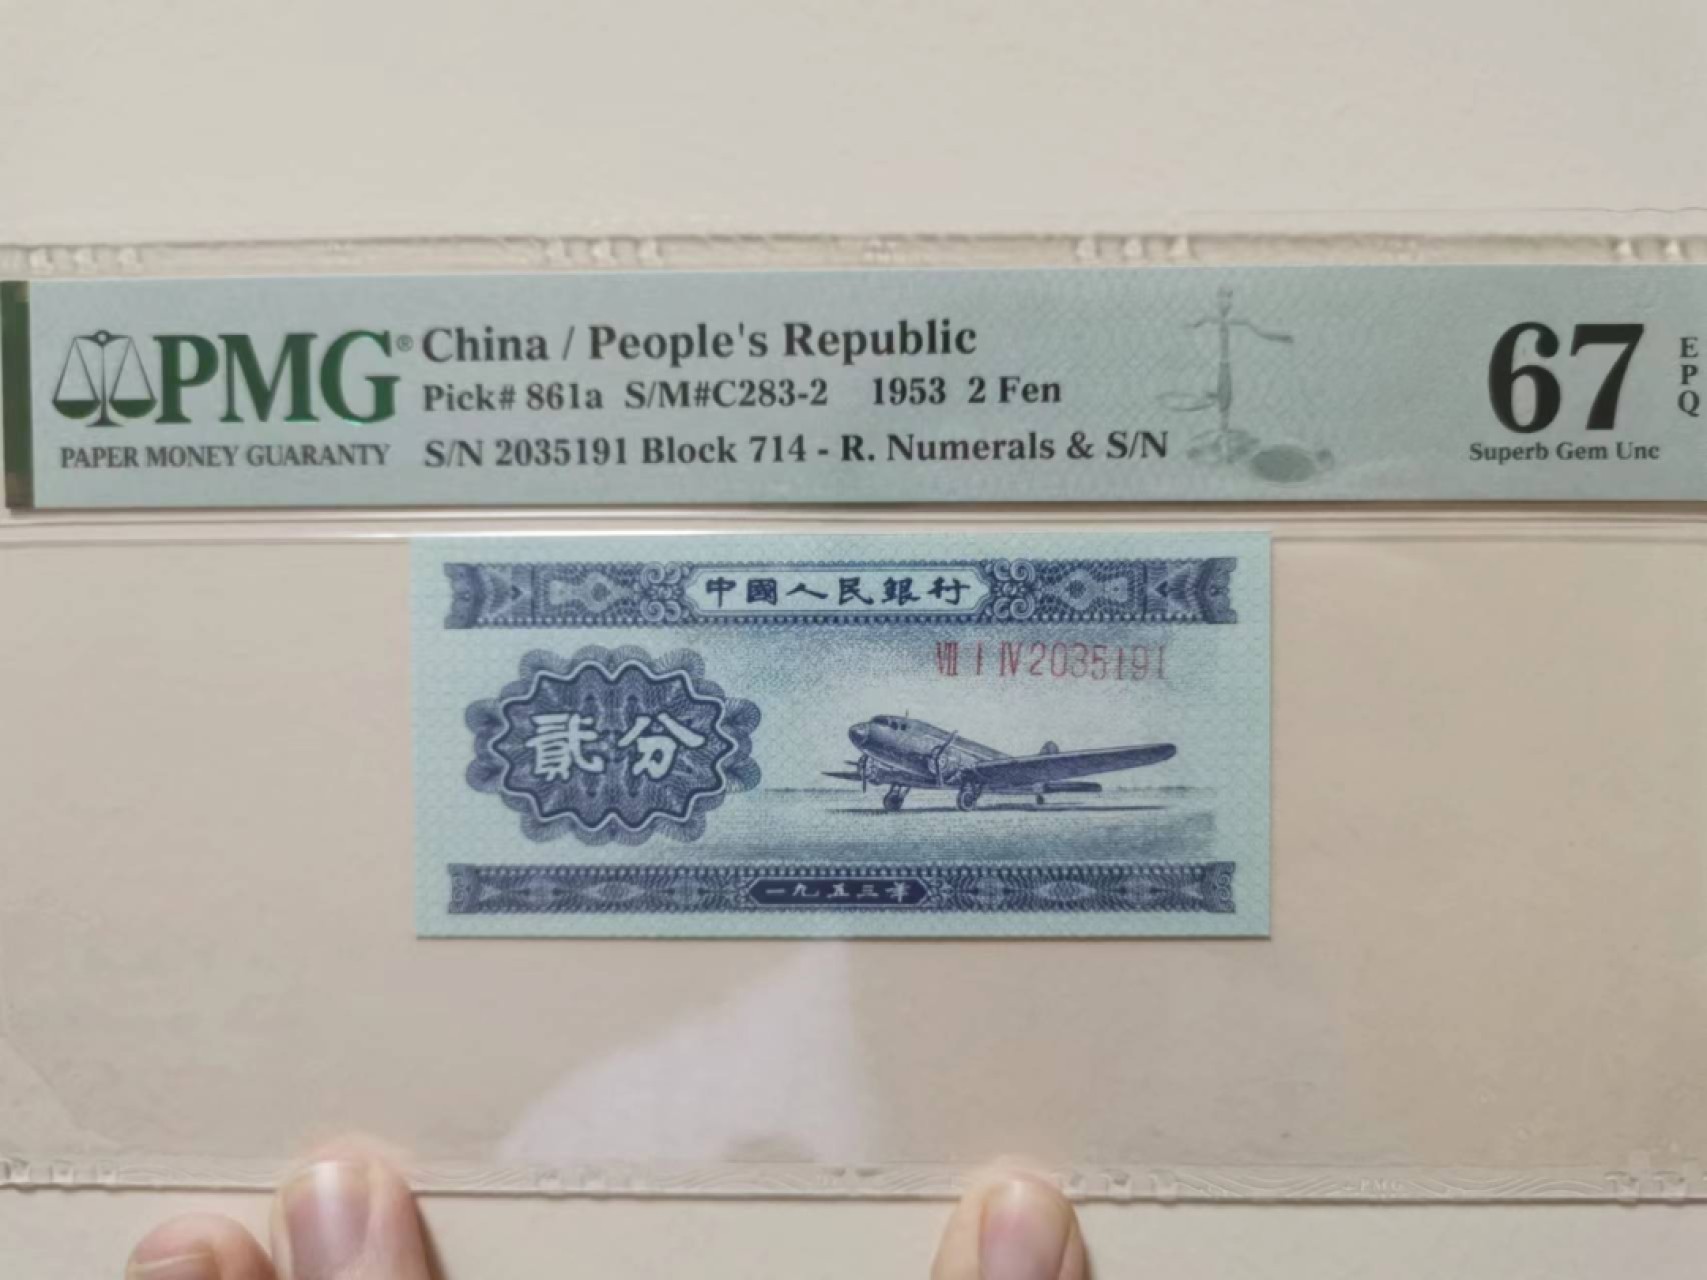 PMG®
PAPER MONEY GUARANTY
China / People's Republic
Pick# 861a S/M#C283-2 1953 2 Fen
S/N 2035191 Block 714 - R. Numerals & S/N
67
EPQ
Superb Gem Unc
中國人民銀行
Ⅶ Ⅰ Ⅳ 2035191
貳分
一九五三年
PMG